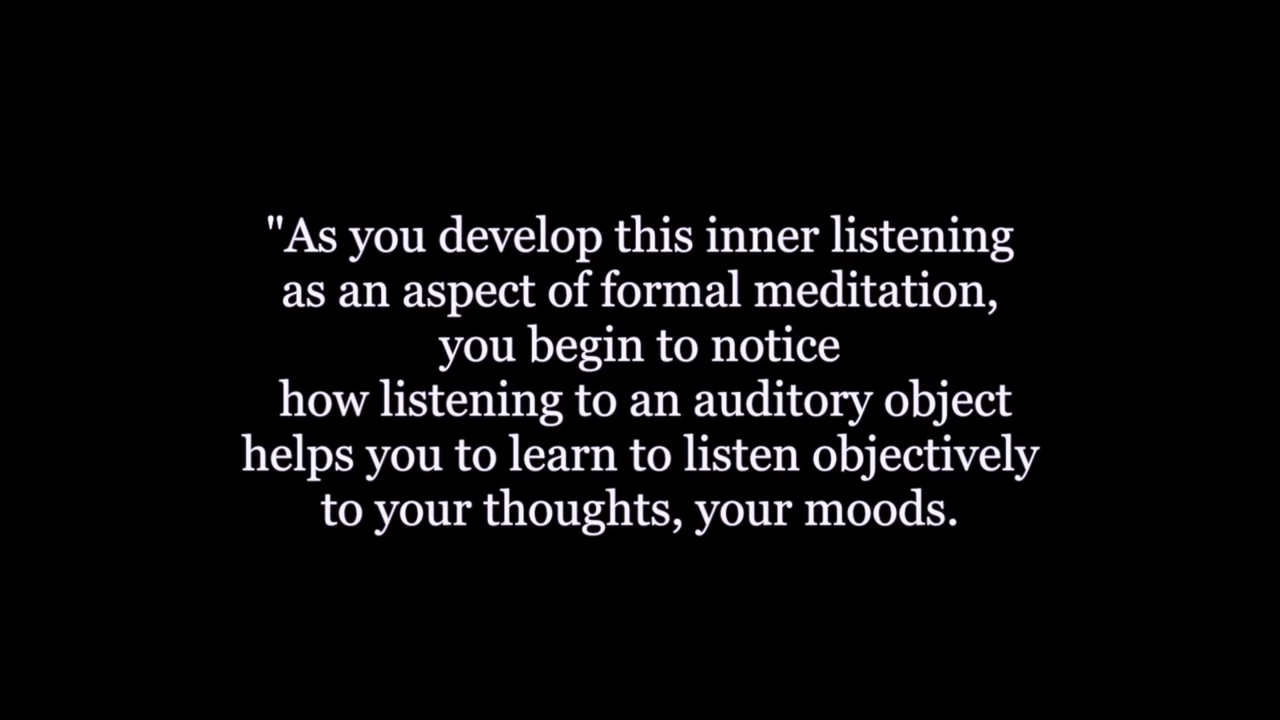 "As you develop this inner listening
as an aspect of formal meditation,
you begin to notice
how listening to an auditory object
helps you to learn to listen objectively
to your thoughts, your moods.